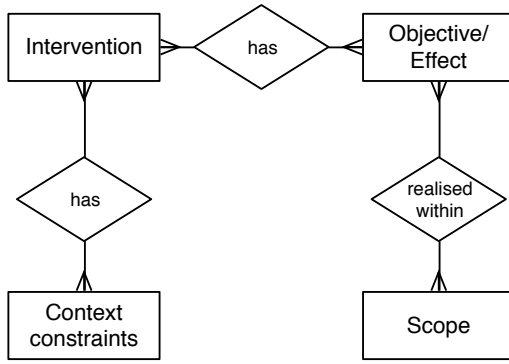 Intervention
has
Objective/
Effect
has
realised
within
Context
constraints
Scope